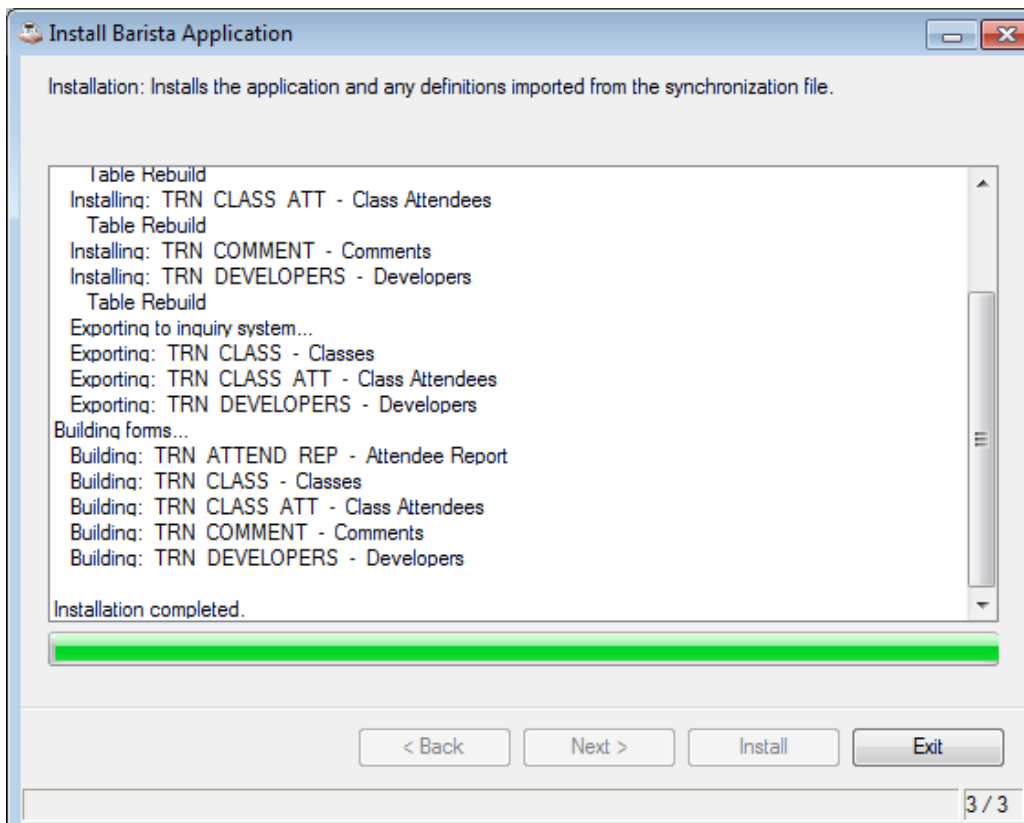 Install Barista Application
Installation: Installs the application and any definitions imported from the synchronization file.
Table Rebuild
Installing: TRN CLASS ATT - Class Attendees
Table Rebuild
Installing: TRN COMMENT - Comments
Installing: TRN DEVELOPERS - Developers
Table Rebuild
Exporting to inquiry system...
Exporting: TRN CLASS - Classes
Exporting: TRN CLASS ATT - Class Attendees
Exporting: TRN DEVELOPERS - Developers
Building forms...
Building: TRN ATTEND REP - Attendee Report
Building: TRN CLASS - Classes
Building: TRN CLASS ATT - Class Attendees
Building: TRN COMMENT - Comments
Building: TRN DEVELOPERS - Developers
Installation completed.
< Back Next > Install Exit
3 / 3